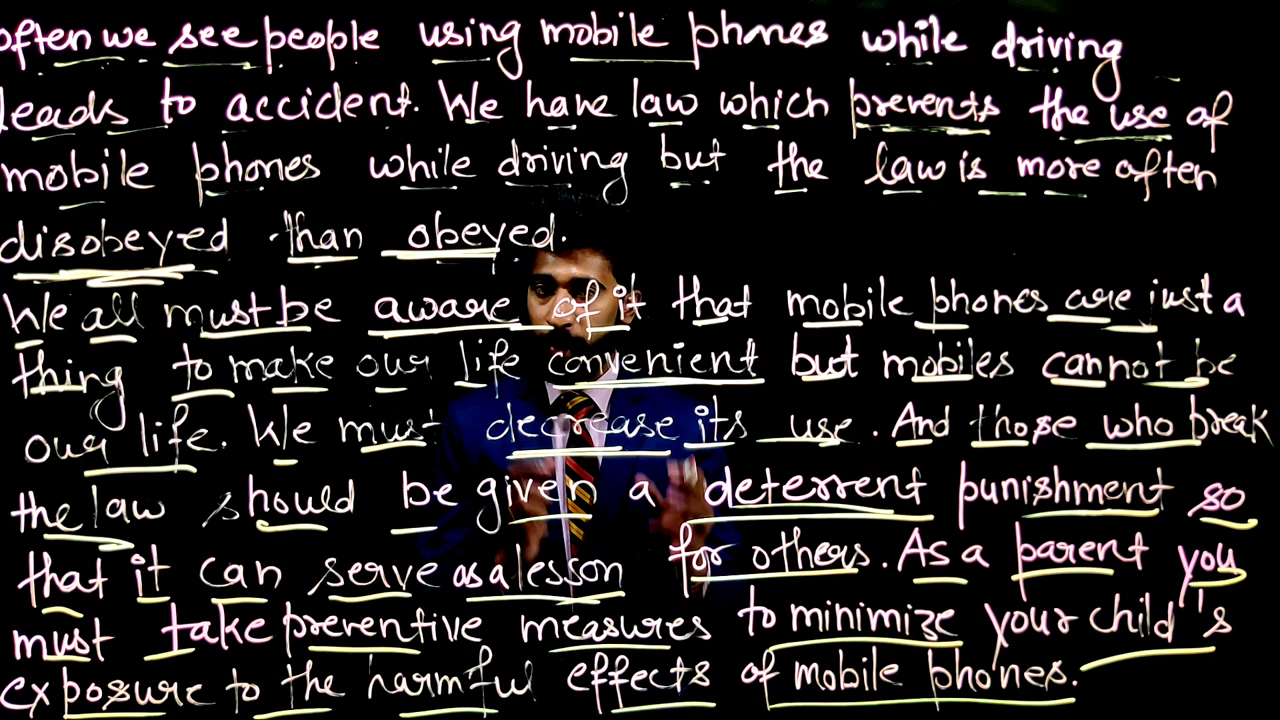 often we see people using mobile phones while driving
leads to accident. We have law which prevents the use of
mobile phones while driving but the law is more often
disobeyed than obeyed.
We all must be aware of it that mobile phones are just a
thing to make our life convenient but mobiles cannot be
our life. We must decrease its use. And those who break
the law should be given a deterrent punishment so
that it can serve as a lesson for others. As a parent you
must take preventive measures to minimize your child's
exposure to the harmful effects of mobile phones.